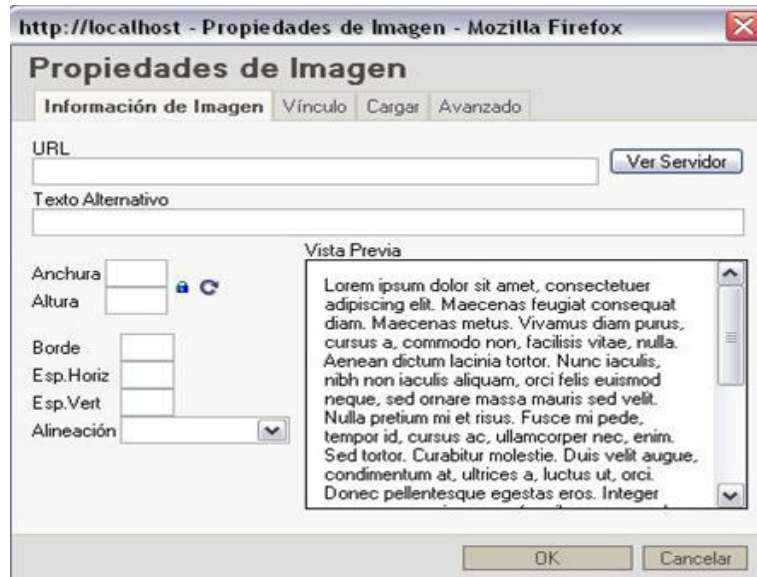 http://localhost - Propiedades de Imagen - Mozilla Firefox
Propiedades de Imagen
Información de Imagen Vínculo Cargar Avanzado
URL
Ver Servidor
Texto Alternativo
Vista Previa
Anchura
Altura
Borde
Esp.Horiz
Esp.Vert
Alineación
Lorem ipsum dolor sit amet, consectetuer
adipiscing elit. Maecenas feugiat consequat
diam. Maecenas metus. Vivamus diam purus,
cursus a, commodo non, facilisis vitae, nulla.
Aenean dictum lacinia tortor. Nunc iaculis,
nibh non iaculis aliquam, orci felis euismod
neque, sed ornare massa mauris sed velit.
Nulla pretium mi et risus. Fusce mi pede,
tempor id, cursus ac, ullamcorper nec, enim.
Sed tortor. Curabitur molestie. Duis velit augue,
condimentum at, ultrices a, luctus ut, orci.
Donec pellentesque egestas eros. Integer
OK Cancelar